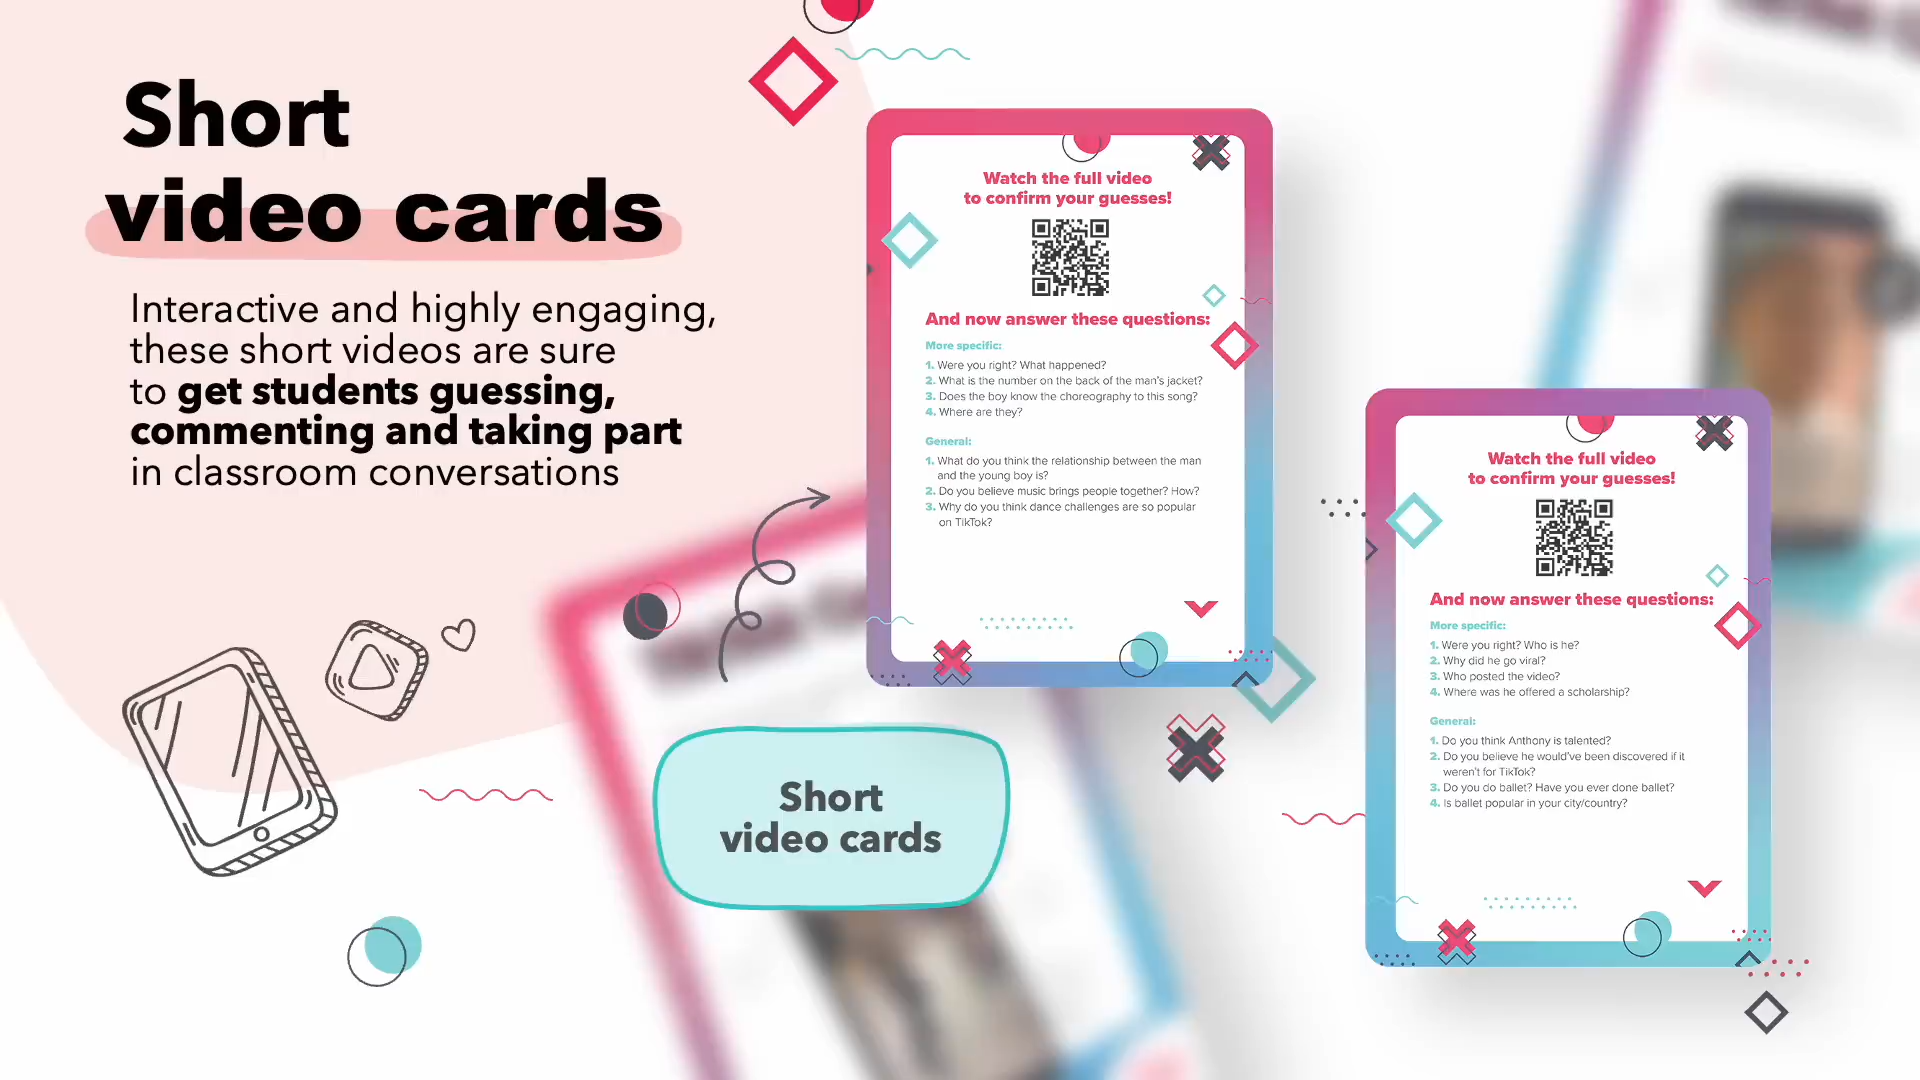 Short
video cards
Interactive and highly engaging,
these short videos are sure
to get students guessing,
commenting and taking part
in classroom conversations
Watch the full video
to confirm your guesses!
And now answer these questions:
More specific:
1. Were you right? What happened?
2. What is the number on the back of the man's jacket?
3. Does the boy know the choreography to this song?
4. Where are they?
General:
1. What do you think the relationship between the man
and the young boy is?
2. Do you believe music brings people together? How?
3. Why do you think dance challenges are so popular
on TikTok?
Short
video cards
Watch the full video
to confirm your guesses!
And now answer these questions:
More specific:
1. Were you right? Who is he?
2. Why did he go viral?
3. Who posted the video?
4. Where was he offered a scholarship?
General:
1. Do you think Anthony is talented?
2. Do you believe he would've been discovered if it
weren't for TikTok?
3. Do you do ballet? Have you ever done ballet?
4. Is ballet popular in your city/country?